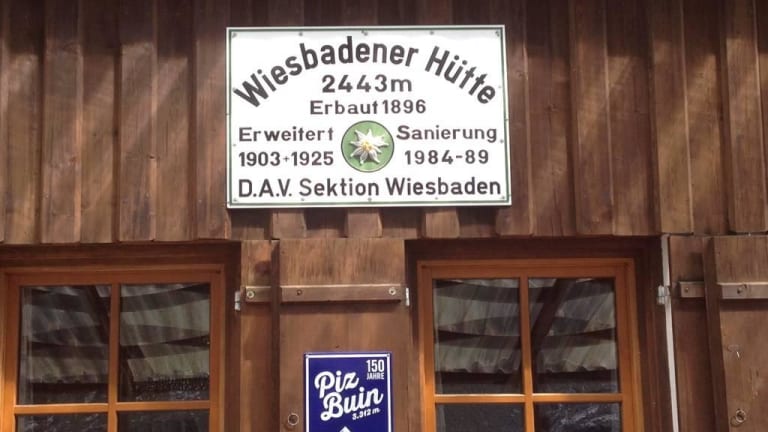 Wiesbadener Hütte
2443m
Erbaut 1896
Erweitert Sanierung
1903+1925 1984-89
D.A.V. Sektion Wiesbaden
150
JAHRE
Piz
Buin
3.312 m